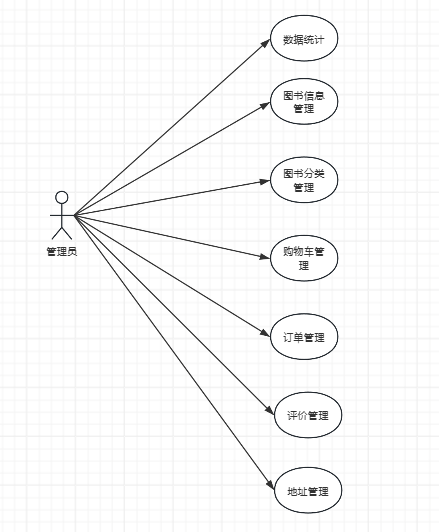 数据统计
图书信息
管理
图书分类
管理
管理员
购物车管
理
订单管理
评价管理
地址管理